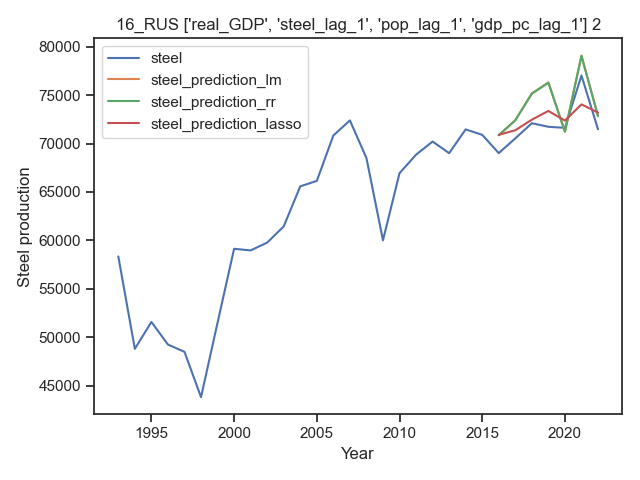 16_RUS ['real_GDP', 'steel_lag_1', 'pop_lag_1', 'gdp_pc_lag_1'] 2
steel
steel_prediction_lm
steel_prediction_rr
steel_prediction_lasso
Steel production
80000
75000
70000
65000
60000
55000
50000
45000
1995 2000 2005 2010 2015 2020
Year